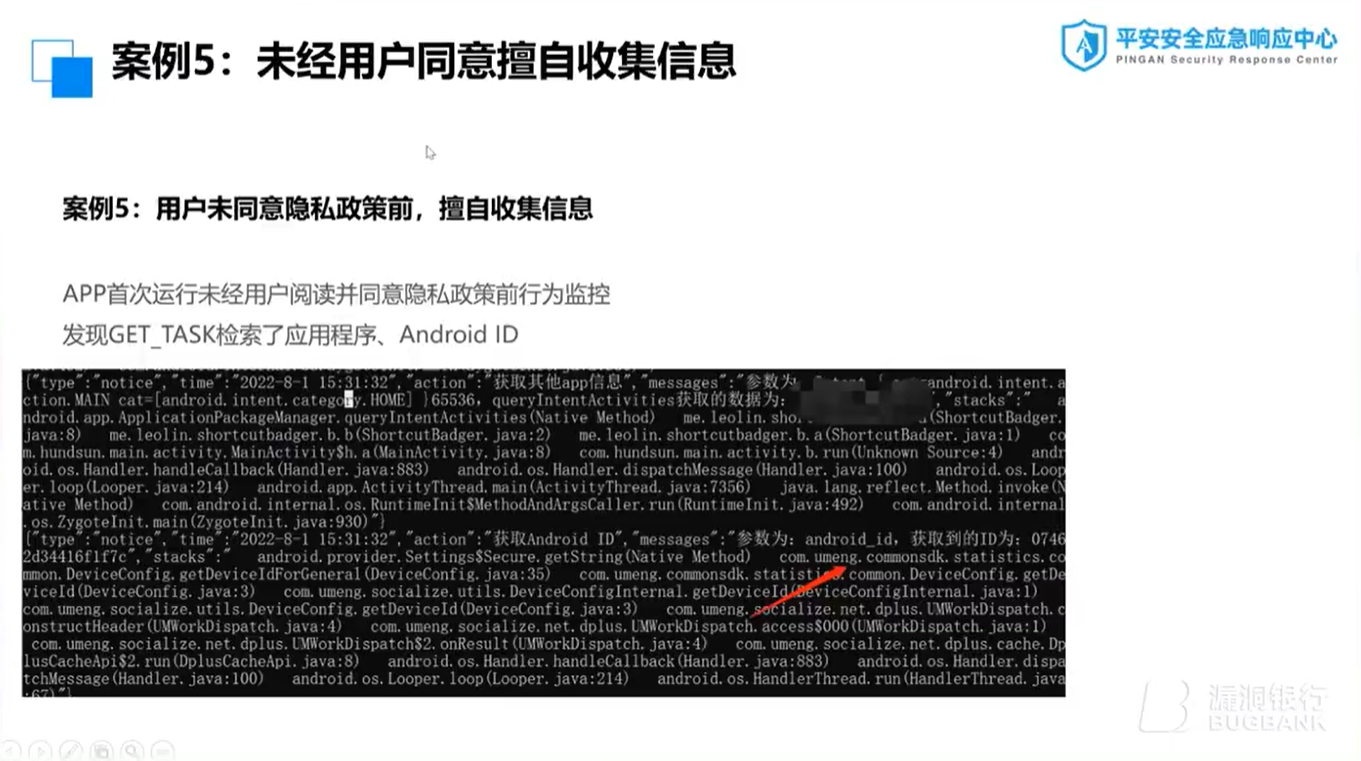 案例5：未经用户同意擅自收集信息
平安安全应急响应中心
PINGAN Security Response Center
案例5：用户未同意隐私政策前，擅自收集信息
APP首次运行未经用户阅读并同意隐私政策前行为监控
发现GET_TASK检索了应用程序、Android ID
{"type":"notice","time":"2022-8-1 15:31:32","action":"获取其他app信息","messages":"参数为: android.intent.a
ction.MAIN cat=[android.intent.category.HOME] }65536, queryIntentActivities获取的数据为: ,"stacks":" a
ndroid.app.ApplicationPackageManager.queryIntentActivities(Native Method) me.leolin.sho (ShortcutBadger.
java:8) me.leolin.shortcutbadger.b.b(ShortcutBadger.java:2) me.leolin.shortcutbadger.b.a(ShortcutBadger.java:1) co
m.hundsun.main.activity.MainActivity$h.a(MainActivity.java:8) com.hundsun.main.activity.b.run(Unknown Source:4) andr
oid.os.Handler.handleCallback(Handler.java:883) android.os.Handler.dispatchMessage(Handler.java:100) android.os.Loop
er.loop(Looper.java:214) android.app.ActivityThread.main(ActivityThread.java:7356) java.lang.reflect.Method.invoke(N
ative Method) com.android.internal.os.RuntimeInit$MethodAndArgsCaller.run(RuntimeInit.java:492) com.android.internal
.os.ZygoteInit.main(ZygoteInit.java:930)"}
{"type":"notice","time":"2022-8-1 15:31:32","action":"获取Android ID","messages":"参数为: android_id, 获取到的ID为: 0746
2d34416f1f7c","stacks":" android.provider.Settings$Secure.getString(Native Method) com.umeng.commonsdk.statistics.co
mmon.DeviceConfig.getDeviceIdForGeneral(DeviceConfig.java:35) com.umeng.commonsdk.statistics.common.DeviceConfig.getDe
viceId(DeviceConfig.java:3) com.umeng.socialize.utils.DeviceConfigInternal.getDeviceId(DeviceConfigInternal.java:1)
com.umeng.socialize.utils.DeviceConfig.getDeviceId(DeviceConfig.java:3) com.umeng.socialize.net.dplus.UMWorkDispatch.c
onstructHeader(UMWorkDispatch.java:4) com.umeng.socialize.net.dplus.UMWorkDispatch.access$000(UMWorkDispatch.java:1)
com.umeng.socialize.net.dplus.UMWorkDispatch$2.onResult(UMWorkDispatch.java:4) com.umeng.socialize.net.dplus.cache.Dp
lusCacheApi$2.run(DplusCacheApi.java:8) android.os.Handler.handleCallback(Handler.java:883) android.os.Handler.dispa
tchMessage(Handler.java:100) android.os.Looper.loop(Looper.java:214) android.os.HandlerThread.run(HandlerThread.java
:67)"}
漏洞银行
BUGBANK